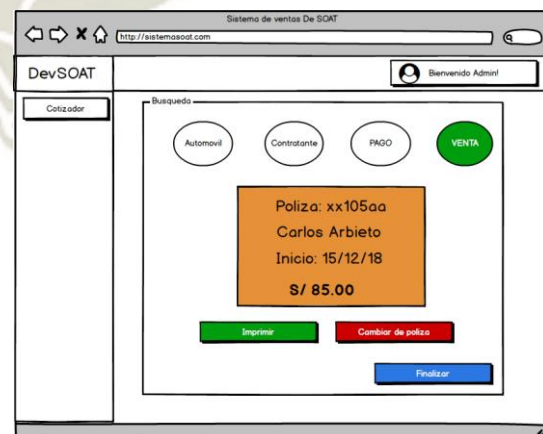 Sistema de ventas De SOAT
http://sistemasoat.com
DevSOAT
Bienvenido Admin!
Cotizador
Busqueda
Automovil
Contratante
PAGO
VENTA
Poliza: xx105aa
Carlos Arbieto
Inicio: 15/12/18
S/ 85.00
Imprimir
Cambiar de poliza
Finalizar